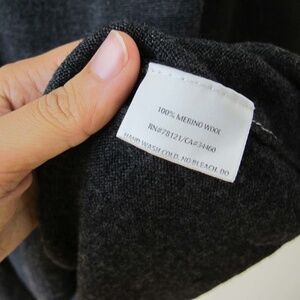 100% MERINO WOOL
RN#78121/CA#34460
HAND WASH COLD. NO BLEACH. DO